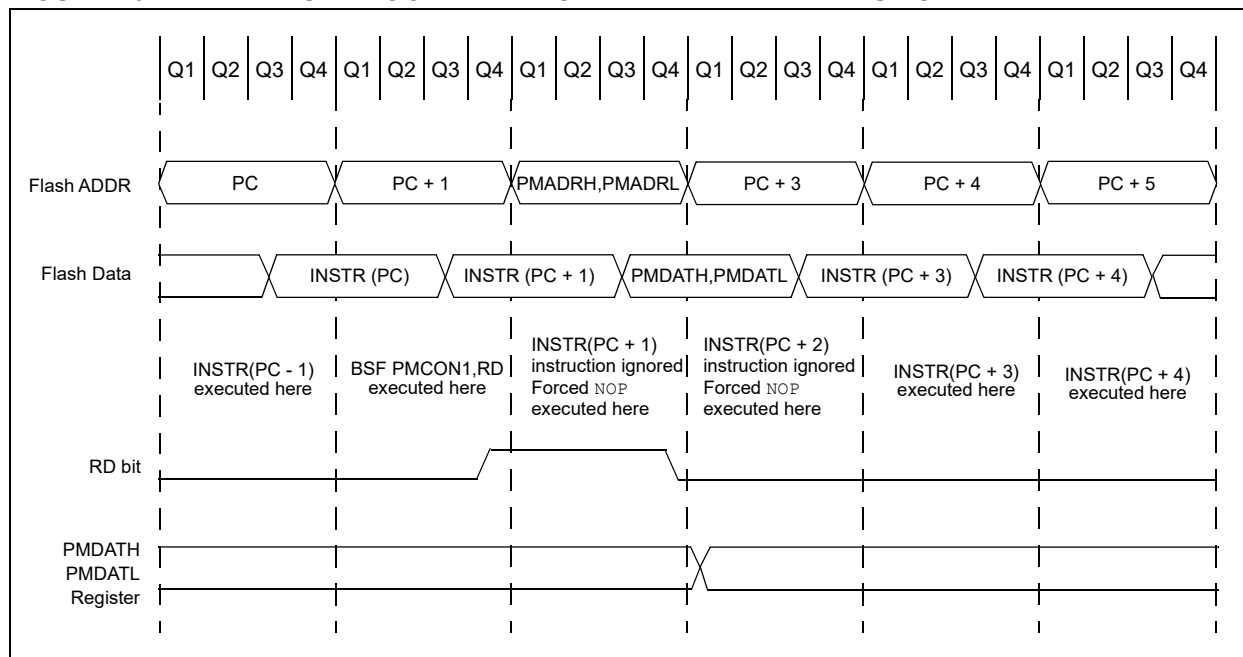 Q1 Q2 Q3 Q4 Q1 Q2 Q3 Q4 Q1 Q2 Q3 Q4 Q1 Q2 Q3 Q4 Q1 Q2 Q3 Q4 Q1 Q2 Q3 Q4
Flash ADDR PC PC + 1 PMADRH,PMADRL PC + 3 PC + 4 PC + 5
Flash Data INSTR (PC) INSTR (PC + 1) PMDATH,PMDATL INSTR (PC + 3) INSTR (PC + 4)
INSTR(PC - 1)
executed here
BSF PMCON1,RD
executed here
INSTR(PC + 1)
instruction ignored
Forced NOP
executed here
INSTR(PC + 2)
instruction ignored
Forced NOP
executed here
INSTR(PC + 3)
executed here
INSTR(PC + 4)
executed here
RD bit
PMDATH
PMDATL
Register